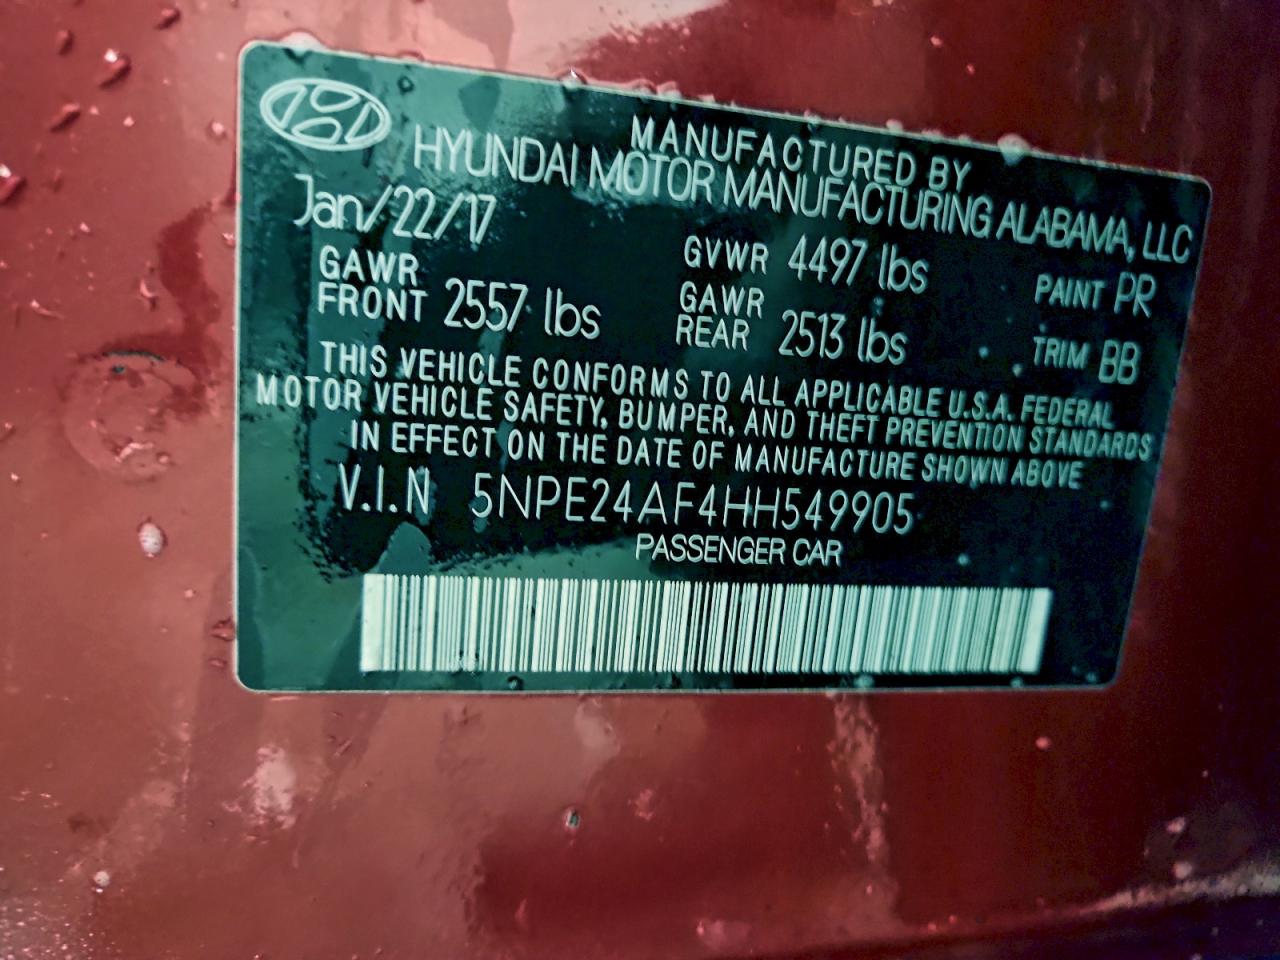 MANUFACTURED BY
HYUNDAI MOTOR MANUFACTURING ALABAMA, LLC
Jan/22/17
GVWR 4497 lbs
PAINT PR
GAWR FRONT 2557 lbs
GAWR REAR 2513 lbs
TRIM BB
THIS VEHICLE CONFORMS TO ALL APPLICABLE U.S.A. FEDERAL
MOTOR VEHICLE SAFETY, BUMPER, AND THEFT PREVENTION STANDARDS
IN EFFECT ON THE DATE OF MANUFACTURE SHOWN ABOVE
V.I.N 5NPE24AF4HH549905
PASSENGER CAR